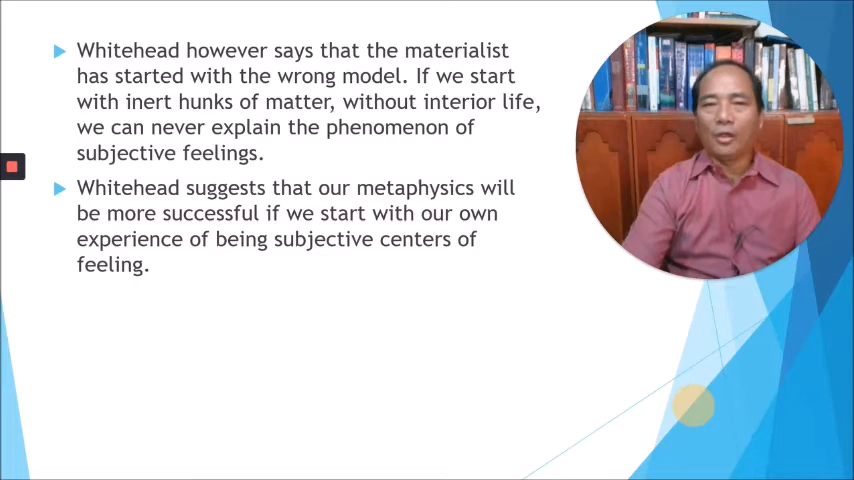 Whitehead however says that the materialist
has started with the wrong model. If we start
with inert hunks of matter, without interior life,
we can never explain the phenomenon of
subjective feelings.
Whitehead suggests that our metaphysics will
be more successful if we start with our own
experience of being subjective centers of
feeling.